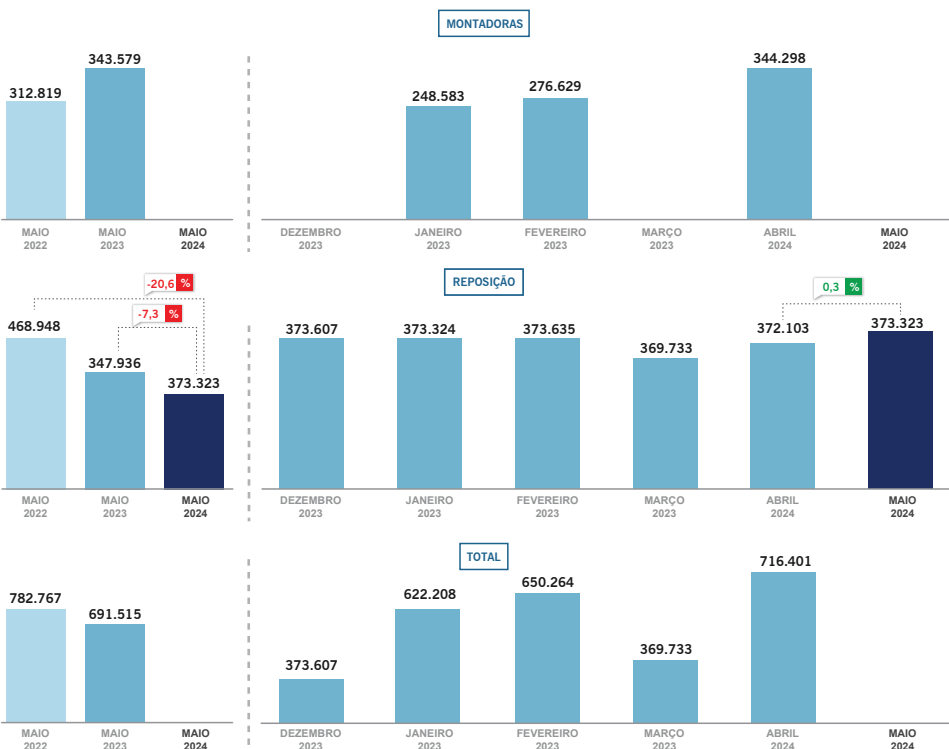 MONTADORAS
312.819
343.579
248.583
276.629
344.298
MAIO
2022
MAIO
2023
MAIO
2024
DEZEMBRO
2023
JANEIRO
2023
FEVEREIRO
2023
MARÇO
2023
ABRIL
2024
MAIO
2024
REPOSIÇÃO
-20,6 %
-7,3 %
0,3 %
468.948
347.936
373.323
373.607
373.324
373.635
369.733
372.103
373.323
MAIO
2022
MAIO
2023
MAIO
2024
DEZEMBRO
2023
JANEIRO
2023
FEVEREIRO
2023
MARÇO
2023
ABRIL
2024
MAIO
2024
TOTAL
782.767
691.515
373.607
622.208
650.264
369.733
716.401
MAIO
2022
MAIO
2023
MAIO
2024
DEZEMBRO
2023
JANEIRO
2023
FEVEREIRO
2023
MARÇO
2023
ABRIL
2024
MAIO
2024